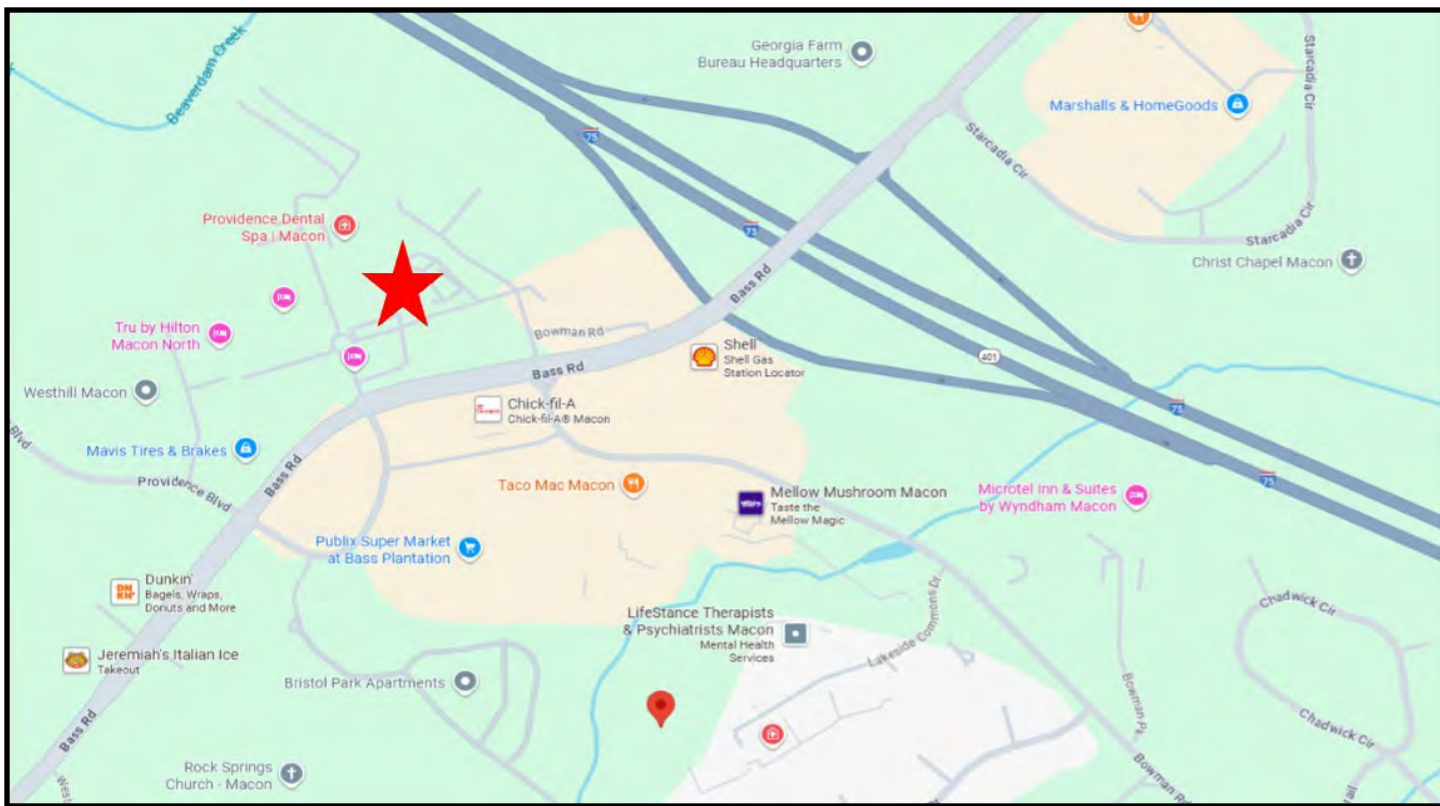 Beaverdam Creek
Georgia Farm
Bureau Headquarters
Marshalls & HomeGoods
Starcadia Cir
Starcadia Cir
Starcadia Cir
75
75
Providence Dental
Spa | Macon
Christ Chapel Macon
Bass Rd
Tru by Hilton
Macon North
Bowman Rd
Shell
Shell Gas
Station Locator
401
Bass Rd
Westhill Macon
Chick-fil-A
Chick-fil-A® Macon
75
Blvd
Mavis Tires & Brakes
Bass Rd
Providence Blvd
Taco Mac Macon
75
Mellow Mushroom Macon
Taste the
Mellow Magic
Microtel Inn & Suites
by Wyndham Macon
Publix Super Market
at Bass Plantation
Dunkin'
Bagels, Wraps,
Donuts and More
LifeStance Therapists
& Psychiatrists Macon
Mental Health
Services
Lakeside Commons Dr
Chadwick Cir
Jeremiah's Italian Ice
Takeout
Bristol Park Apartments
Bowman Pk
Chadwick Cir
Bass Rd
Rock Springs
Church - Macon
Bowman Rd